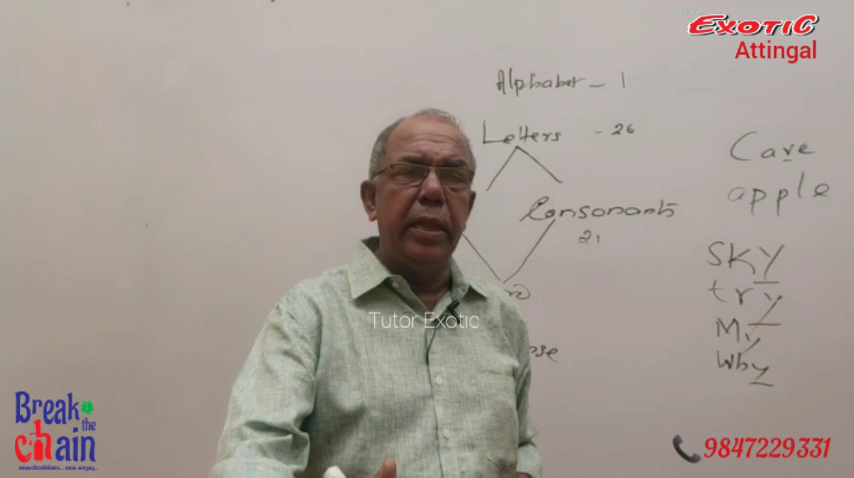 EXOTIC
Attingal
Alphabet - 1
Letters - 26
Consonants
21
Care
apple
SKY
try
My
Why
Tutor Exotic
Break
the
chain
9847229331